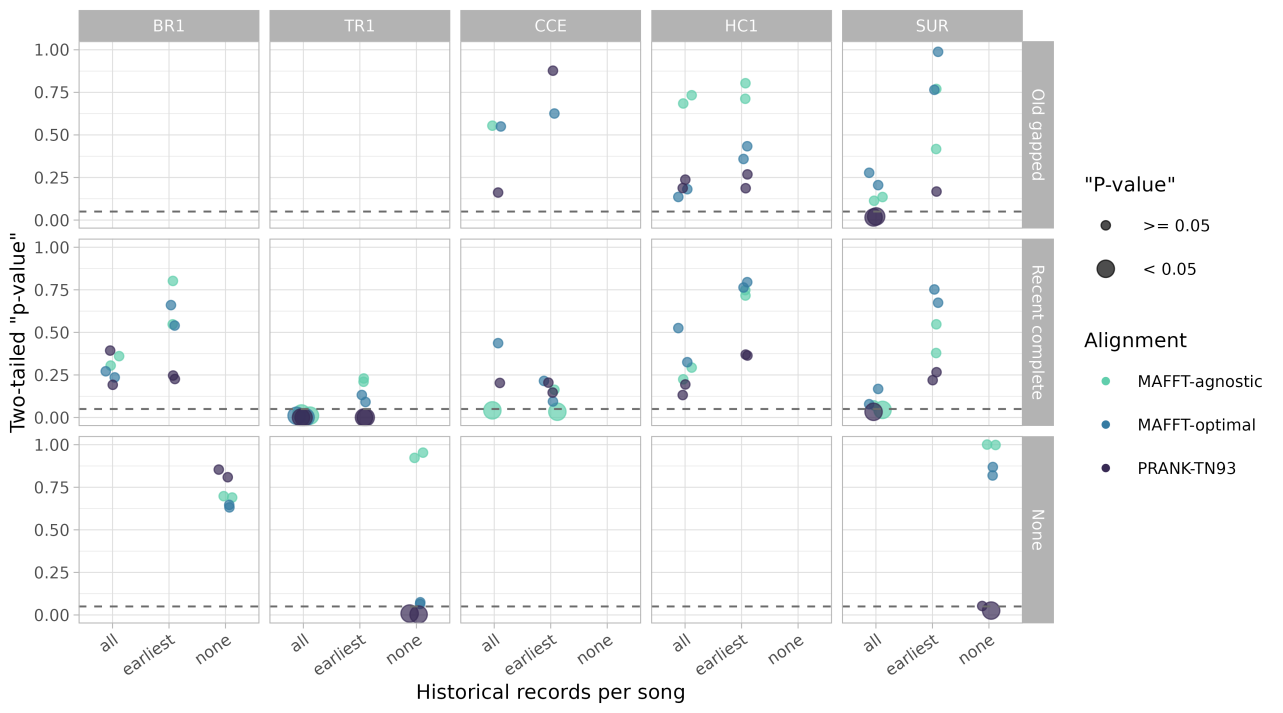 BR1 TR1 CCE HC1 SUR
1.00
0.75
0.50
0.25
0.00
Old gapped
1.00
0.75
0.50
0.25
0.00
Recent complete
1.00
0.75
0.50
0.25
0.00
None
Two-tailed "p-value"
all earliest none all earliest none all earliest none all earliest none all earliest none
Historical records per song
"P-value"
>= 0.05
< 0.05
Alignment
MAFFT-agnostic
MAFFT-optimal
PRANK-TN93